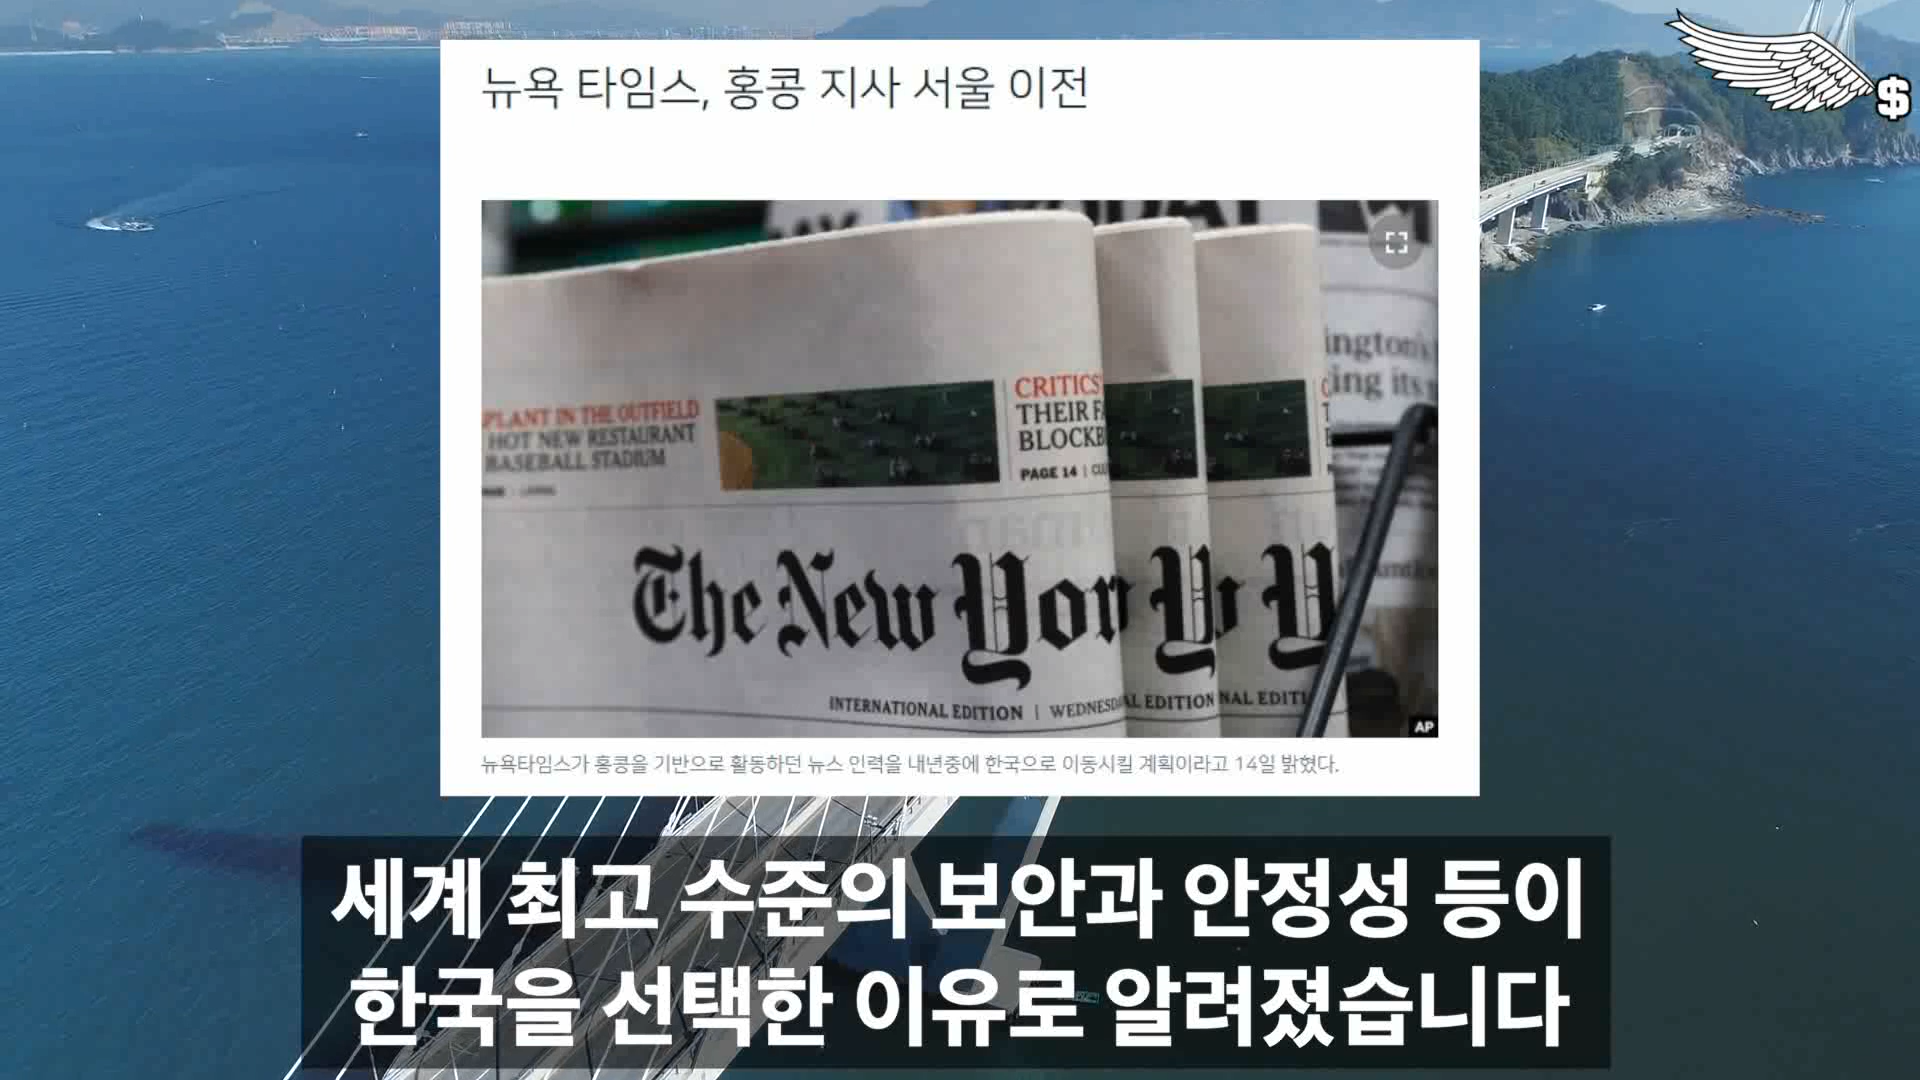 뉴욕 타임스, 홍콩 지사 서울 이전
$
ington's
ing its
PLANT IN THE OUTFIELD
HOT NEW RESTAURANT
BASEBALL STADIUM
CRITICS'
THEIR FA
BLOCKB
PAGE 14 | CU
The New Yor Y Y
INTERNATIONAL EDITION | WEDNESD AL EDITION NAL EDITI
AP
뉴욕타임스가 홍콩을 기반으로 활동하던 뉴스 인력을 내년중에 한국으로 이동시킬 계획이라고 14일 밝혔다.
세계 최고 수준의 보안과 안정성 등이
한국을 선택한 이유로 알려졌습니다